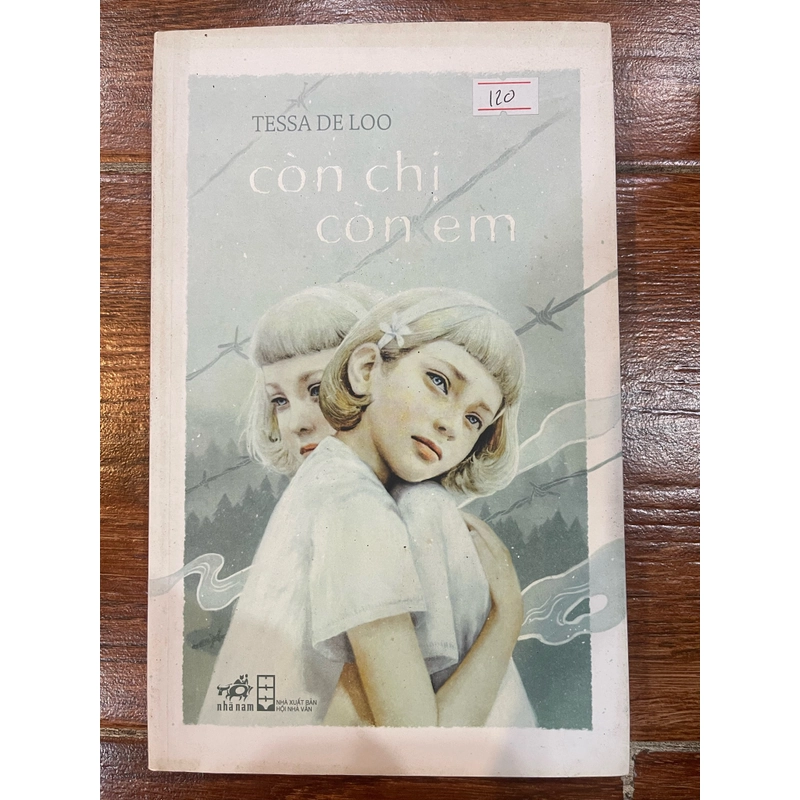 120
TESSA DE LOO
còn chị
còn em
nhã nam
NHÀ XUẤT BẢN
HỘI NHÀ VĂN